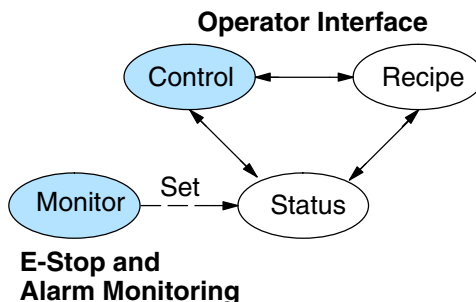 Operator Interface
Control
Recipe
Set
Monitor
Status
E-Stop and
Alarm Monitoring